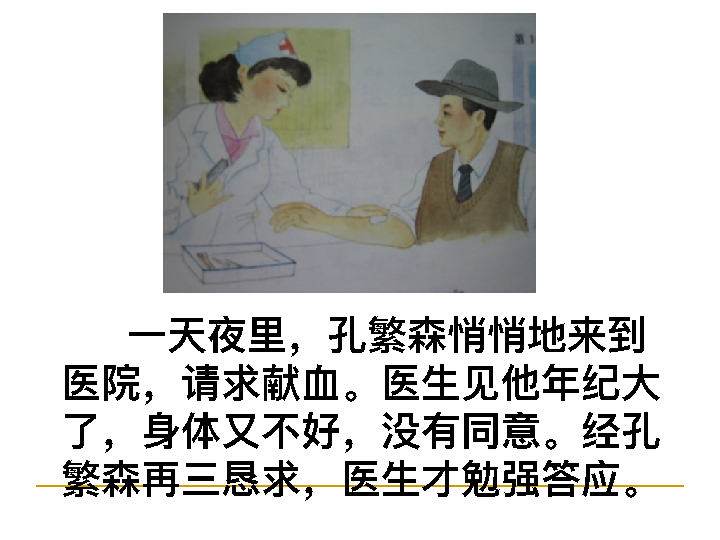 第1
一天夜里，孔繁森悄悄地来到
医院，请求献血。医生见他年纪大
了，身体又不好，没有同意。经孔
繁森再三恳求，医生才勉强答应。